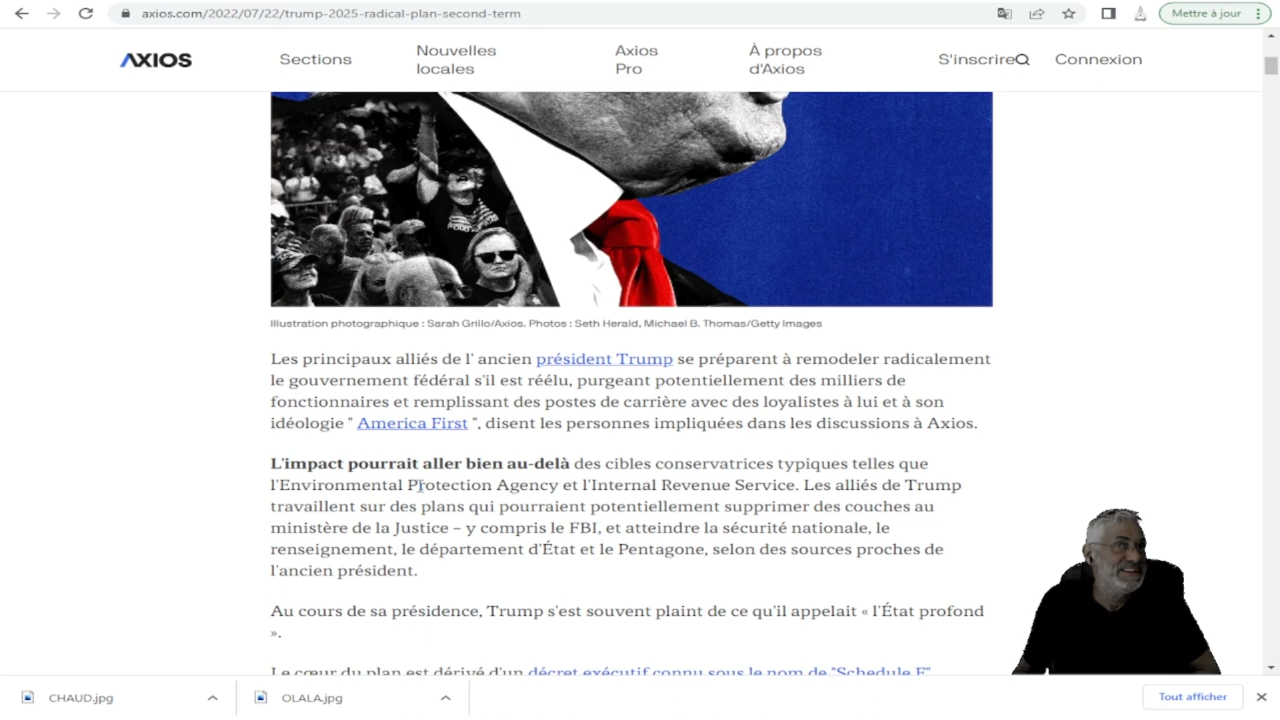 axios.com/2022/07/22/trump-2025-radical-plan-second-term
Mettre à jour
AXIOS
Sections
Nouvelles
locales
Axios
Pro
À propos
d'Axios
S'inscrire
Connexion
Illustration photographique : Sarah Grillo/Axios. Photos : Seth Herald, Michael B. Thomas/Getty Images
Les principaux alliés de l' ancien président Trump se préparent à remodeler radicalement
le gouvernement fédéral s'il est réélu, purgeant potentiellement des milliers de
fonctionnaires et remplissant des postes de carrière avec des loyalistes à lui et à son
idéologie " America First ", disent les personnes impliquées dans les discussions à Axios.
L'impact pourrait aller bien au-delà des cibles conservatrices typiques telles que
l'Environmental Protection Agency et l'Internal Revenue Service. Les alliés de Trump
travaillent sur des plans qui pourraient potentiellement supprimer des couches au
ministère de la Justice – y compris le FBI, et atteindre la sécurité nationale, le
renseignement, le département d'État et le Pentagone, selon des sources proches de
l'ancien président.
Au cours de sa présidence, Trump s'est souvent plaint de ce qu'il appelait « l'État profond
».
Le cœur du plan est dérivé d'un décret exécutif connu sous le nom de "Schedule F"
CHAUD.jpg
OLALA.jpg
Tout afficher